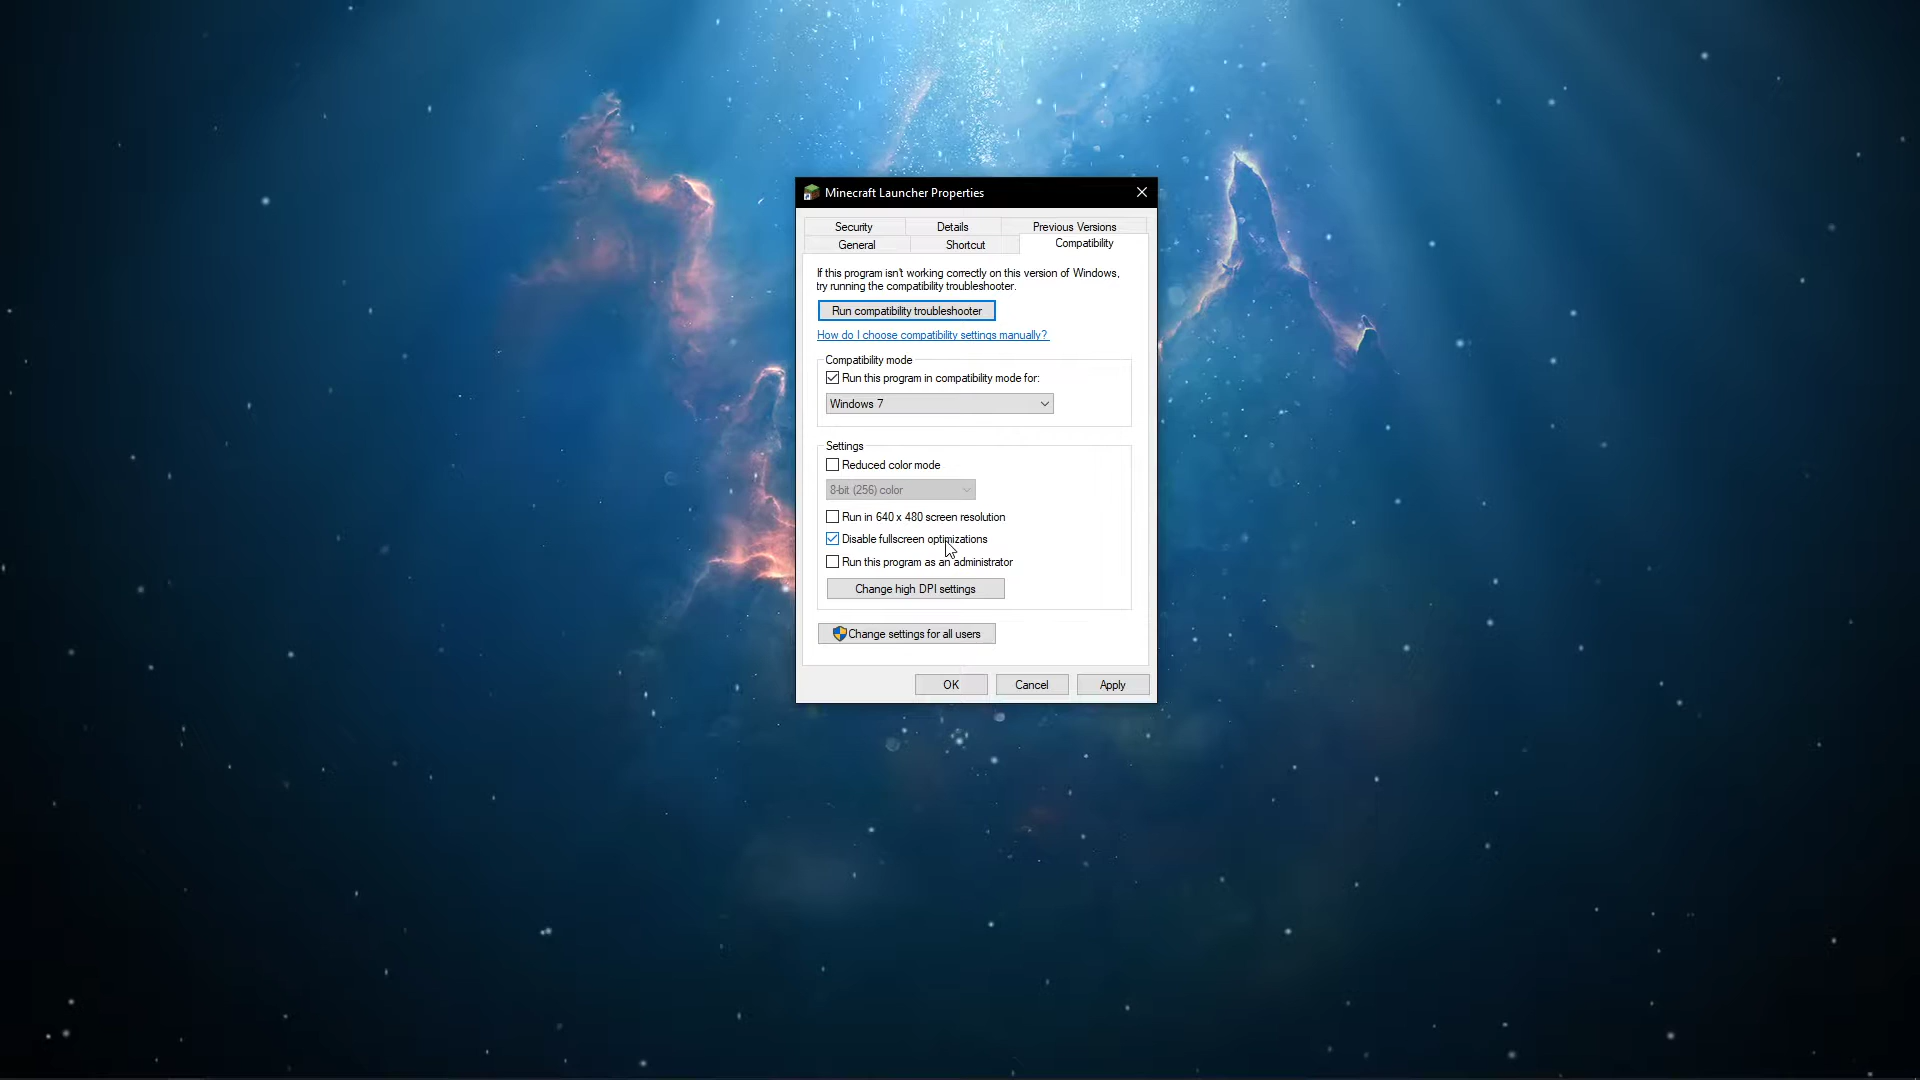 Minecraft Launcher Properties
Security Details Previous Versions
General Shortcut Compatibility
If this program isn't working correctly on this version of Windows,
try running the compatibility troubleshooter.
Run compatibility troubleshooter
How do I choose compatibility settings manually?
Compatibility mode
Run this program in compatibility mode for:
Windows 7
Settings
Reduced color mode
8-bit (256) color
Run in 640 x 480 screen resolution
Disable fullscreen optimizations
Run this program as an administrator
Change high DPI settings
Change settings for all users
OK Cancel Apply